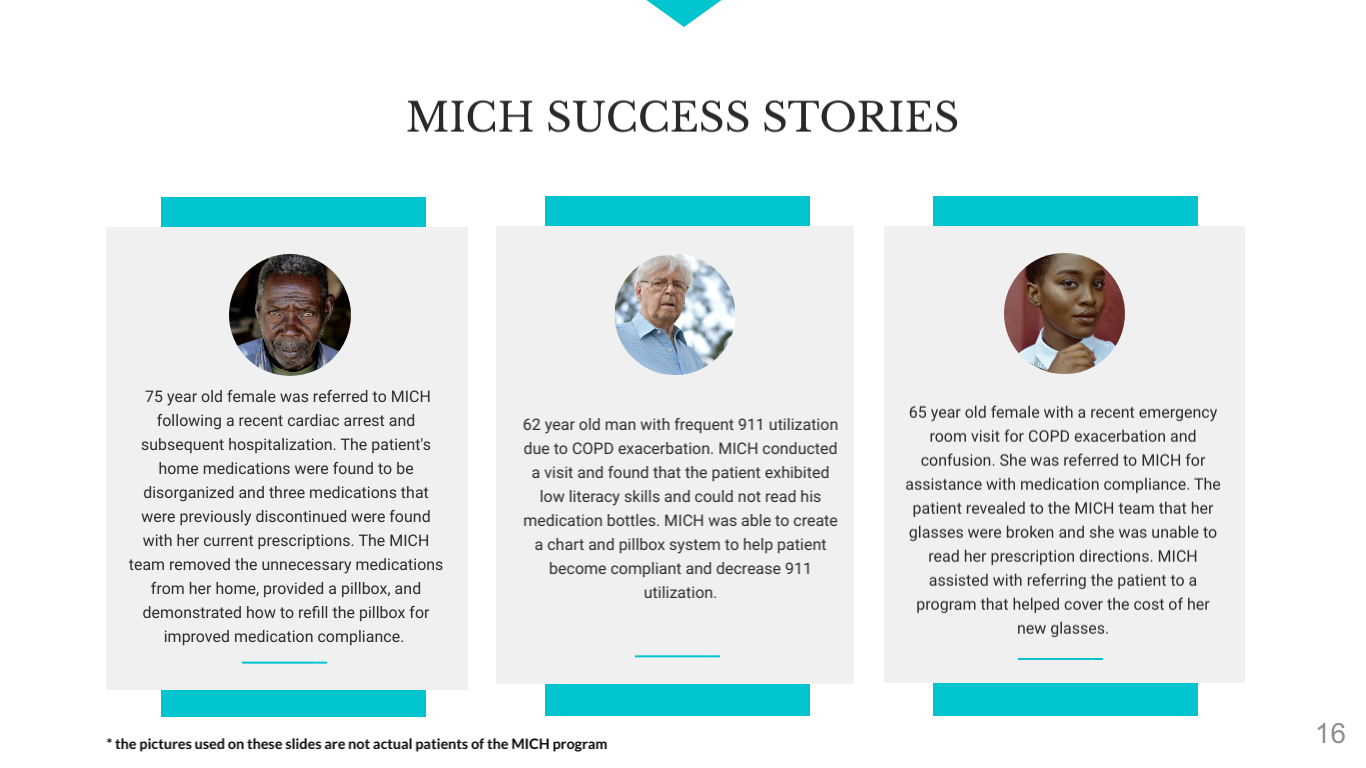 MICH SUCCESS STORIES
75 year old female was referred to MICH
following a recent cardiac arrest and
subsequent hospitalization. The patient's
home medications were found to be
disorganized and three medications that
were previously discontinued were found
with her current prescriptions. The MICH
team removed the unnecessary medications
from her home, provided a pillbox, and
demonstrated how to refill the pillbox for
improved medication compliance.
62 year old man with frequent 911 utilization
due to COPD exacerbation. MICH conducted
a visit and found that the patient exhibited
low literacy skills and could not read his
medication bottles. MICH was able to create
a chart and pillbox system to help patient
become compliant and decrease 911
utilization.
65 year old female with a recent emergency
room visit for COPD exacerbation and
confusion. She was referred to MICH for
assistance with medication compliance. The
patient revealed to the MICH team that her
glasses were broken and she was unable to
read her prescription directions. MICH
assisted with referring the patient to a
program that helped cover the cost of her
new glasses.
* the pictures used on these slides are not actual patients of the MICH program
16